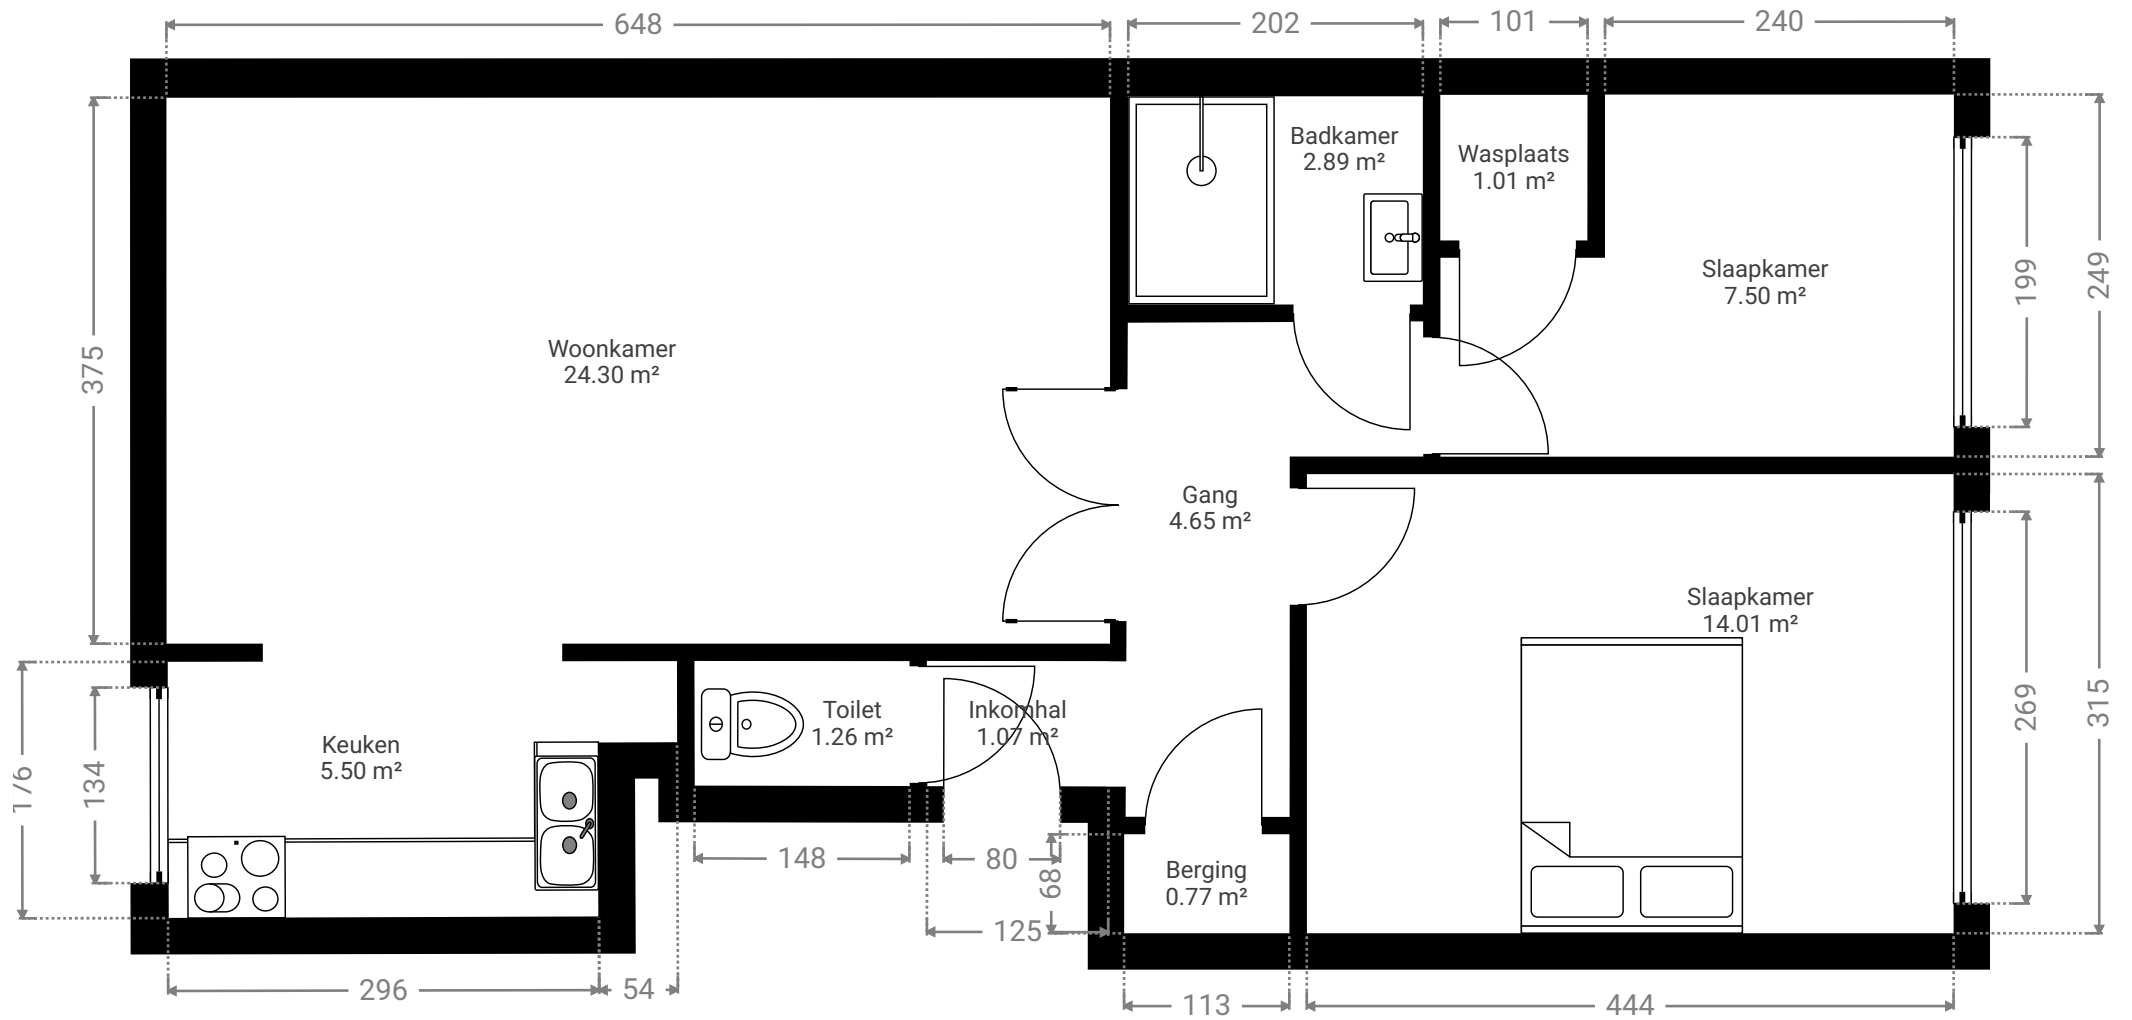 648
202
101
240
Badkamer
2.89 m²
Wasplaats
1.01 m²
Slaapkamer
7.50 m²
199
249
Woonkamer
24.30 m²
375
Gang
4.65 m²
Slaapkamer
14.01 m²
269
315
Toilet
1.26 m²
Inkomhal
1.07 m²
Keuken
5.50 m²
176
134
148
80
68
Berging
0.77 m²
125
296
54
113
444